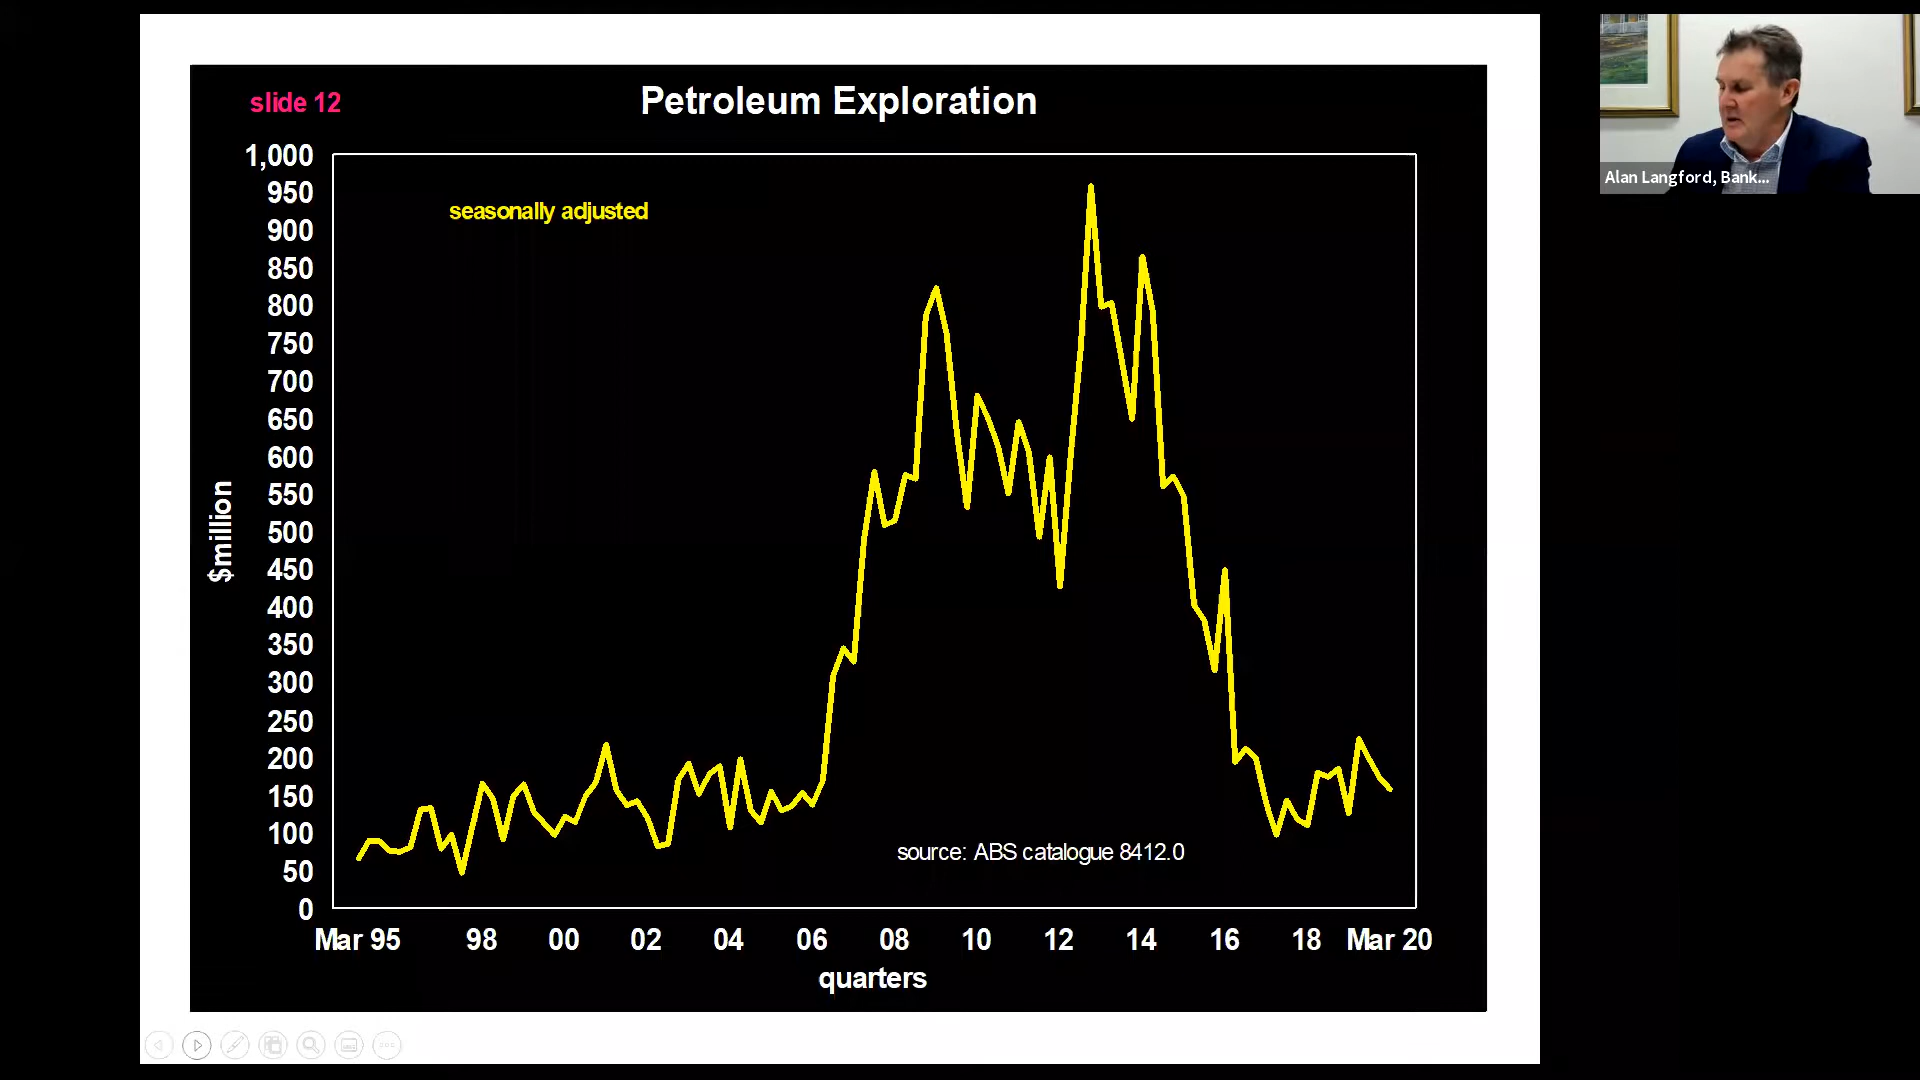 slide 12
Petroleum Exploration
1,000
950
900
850
800
750
700
650
600
550
500
450
400
350
300
250
200
150
100
50
0
$million
seasonally adjusted
source: ABS catalogue 8412.0
Mar 95 98 00 02 04 06 08 10 12 14 16 18 Mar 20
quarters
Alan Langford, Bank...